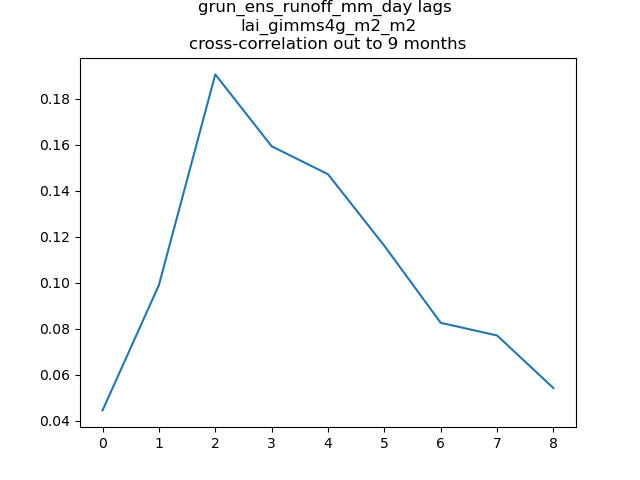 grun_ens_runoff_mm_day lags
lai_gimms4g_m2_m2
cross-correlation out to 9 months
0.18
0.16
0.14
0.12
0.10
0.08
0.06
0.04
0 1 2 3 4 5 6 7 8